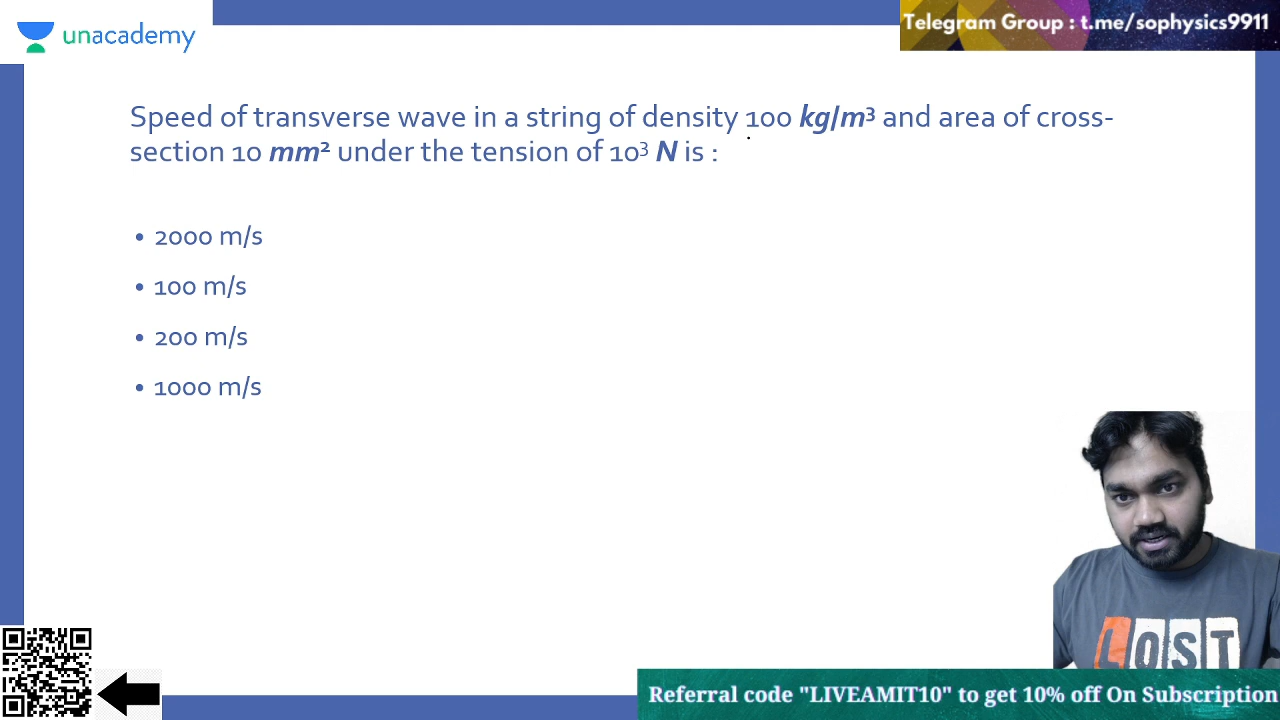 unacademy
Telegram Group : t.me/sophysics9911
Speed of transverse wave in a string of density 100 kg/m³ and area of cross-
section 10 mm² under the tension of 10³ N is :
• 2000 m/s
• 100 m/s
• 200 m/s
• 1000 m/s
LOST
Referral code "LIVEAMIT10" to get 10% off On Subscription